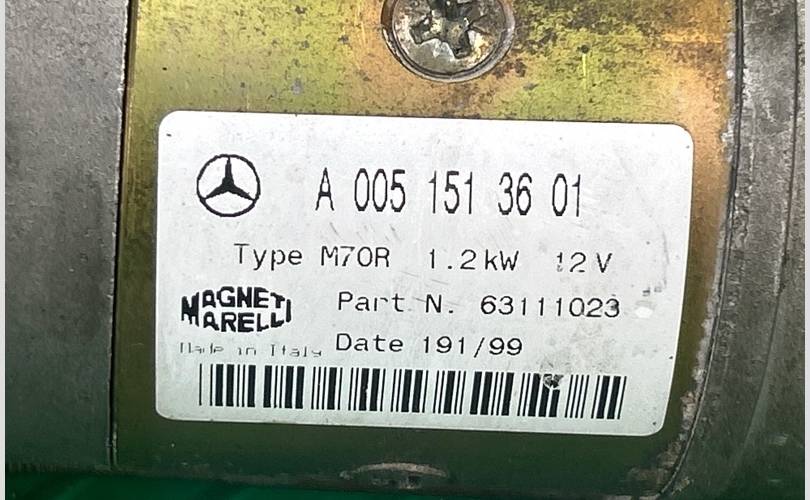 A 005 151 36 01
Type M70R 1.2kW 12V
MAGNETI MARELLI
Part N. 63111023
Made in Italy
Date 191/99